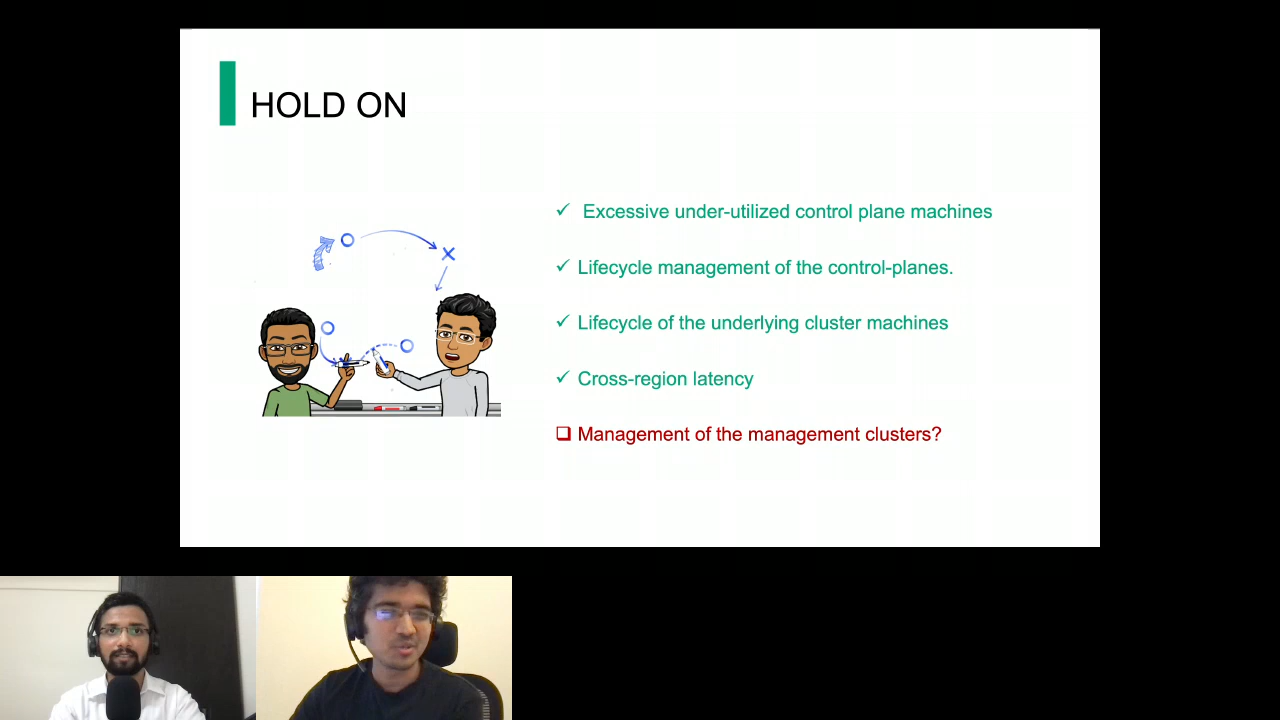 HOLD ON
Excessive under-utilized control plane machines
Lifecycle management of the control-planes.
Lifecycle of the underlying cluster machines
Cross-region latency
Management of the management clusters?